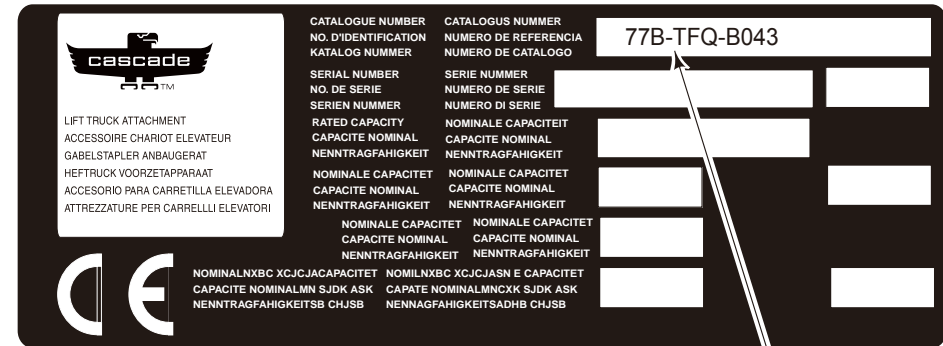 CATALOGUE NUMBER CATALOGUS NUMMER
NO. D'IDENTIFICATION NUMERO DE REFERENCIA
KATALOG NUMMER NUMERO DE CATALOGO
77B-TFQ-B043
cascade
TM
LIFT TRUCK ATTACHMENT
ACCESSOIRE CHARIOT ELEVATEUR
GABELSTAPLER ANBAUGERAT
HEFTRUCK VOORZETAPPARAAT
ACCESORIO PARA CARRETILLA ELEVADORA
ATTREZZATURE PER CARRELLLI ELEVATORI
SERIAL NUMBER SERIE NUMMER
NO. DE SERIE NUMERO DE SERIE
SERIEN NUMMER NUMERO DI SERIE
RATED CAPACITY NOMINALE CAPACITEIT
CAPACITE NOMINAL CAPACITE NOMINAL
NENNTRAGFAHIGKEIT NENNTRAGFAHIGKEIT
NOMINALE CAPACITET NOMINALE CAPACITET
CAPACITE NOMINAL CAPACITE NOMINAL
NENNTRAGFAHIGKEIT NENNTRAGFAHIGKEIT
NOMINALE CAPACITET NOMINALE CAPACITET
CAPACITE NOMINAL CAPACITE NOMINAL
NENNTRAGFAHIGKEIT NENNTRAGFAHIGKEIT
CE
NOMINALNXBC XCJCJACAPACITET NOMILNXBC XCJCJASN E CAPACITET
CAPACITE NOMINALMN SJDK ASK CAPATE NOMINALMNCXK SJDK ASK
NENNTRAGFAHIGKEITSB CHJSB NENNAGFAHIGKEITSADHB CHJSB